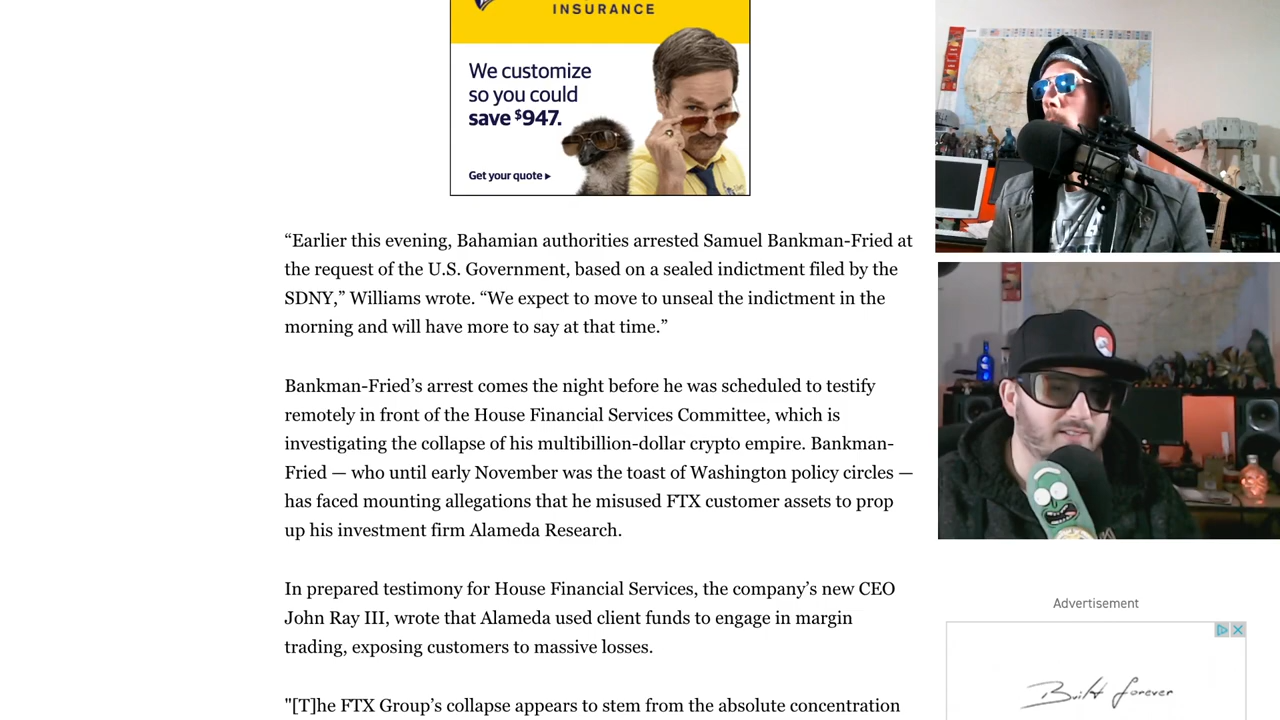 INSURANCE
We customize
so you could
save $947.
Get your quote ▸
“Earlier this evening, Bahamian authorities arrested Samuel Bankman-Fried at
the request of the U.S. Government, based on a sealed indictment filed by the
SDNY,” Williams wrote. “We expect to move to unseal the indictment in the
morning and will have more to say at that time.”
Bankman-Fried’s arrest comes the night before he was scheduled to testify
remotely in front of the House Financial Services Committee, which is
investigating the collapse of his multibillion-dollar crypto empire. Bankman-
Fried — who until early November was the toast of Washington policy circles —
has faced mounting allegations that he misused FTX customer assets to prop
up his investment firm Alameda Research.
In prepared testimony for House Financial Services, the company’s new CEO
John Ray III, wrote that Alameda used client funds to engage in margin
trading, exposing customers to massive losses.
"[T]he FTX Group’s collapse appears to stem from the absolute concentration
Advertisement
Built forever